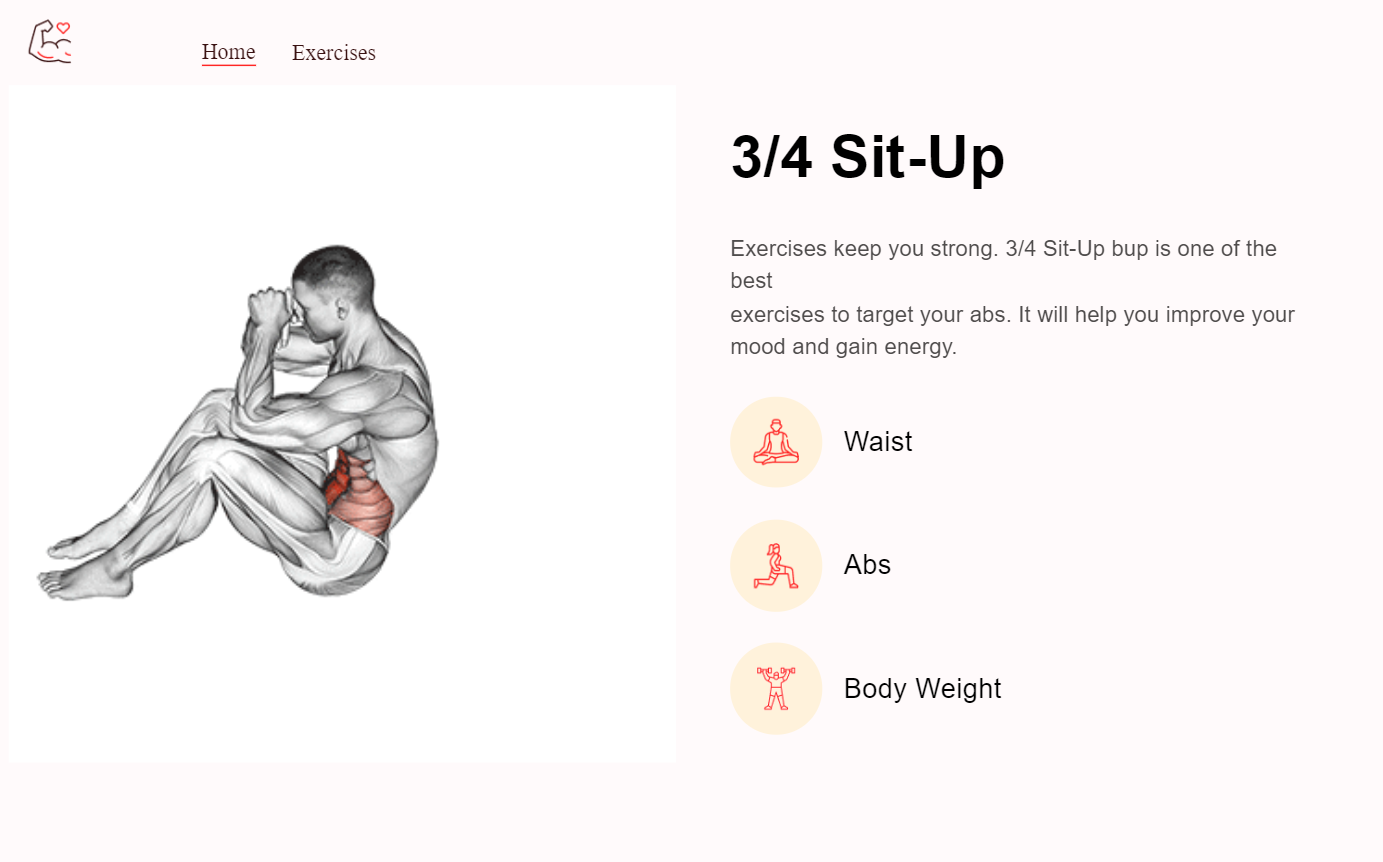 Home Exercises
3/4 Sit-Up
Exercises keep you strong. 3/4 Sit-Up bup is one of the
best
exercises to target your abs. It will help you improve your
mood and gain energy.
Waist
Abs
Body Weight